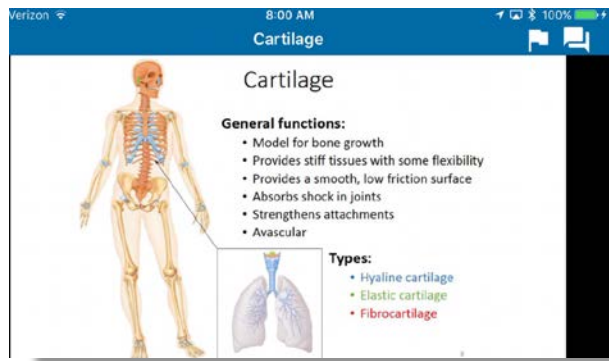 Verizon
8:00 AM
100%
Cartilage
Cartilage
General functions:
• Model for bone growth
• Provides stiff tissues with some flexibility
• Provides a smooth, low friction surface
• Absorbs shock in joints
• Strengthens attachments
• Avascular
Types:
• Hyaline cartilage
• Elastic cartilage
• Fibrocartilage